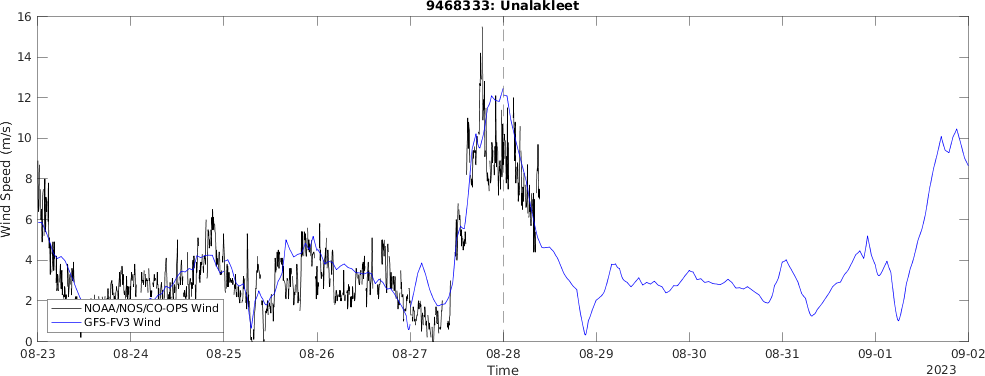 9468333: Unalakleet
Wind Speed (m/s)
16
14
12
10
8
6
4
2
0
NOAA/NOS/CO-OPS Wind
GFS-FV3 Wind
08-23 08-24 08-25 08-26 08-27 08-28 08-29 08-30 08-31 09-01 09-02
Time
2023